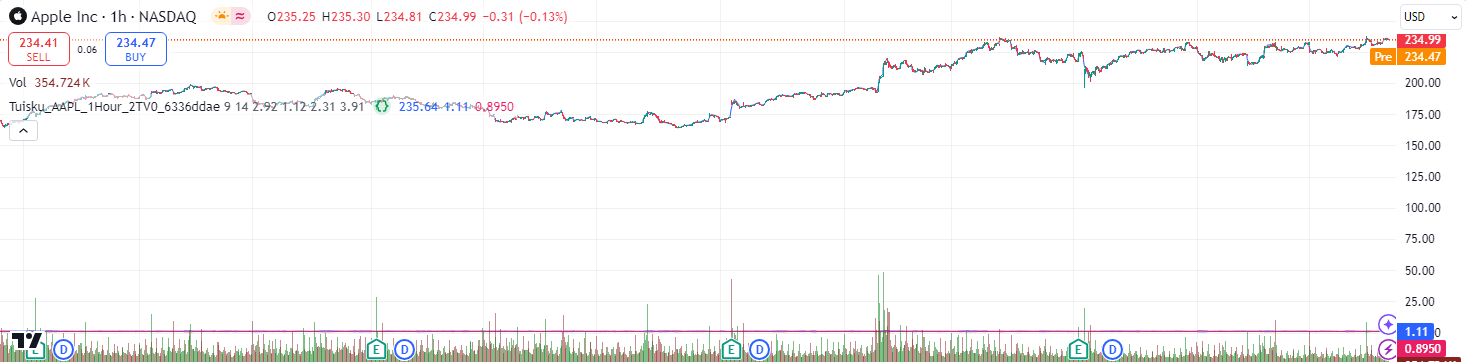 Apple Inc · 1h · NASDAQ O235.25 H235.30 L234.81 C234.99 −0.31 (−0.13%)
USD
234.41
SELL
0.06
234.47
BUY
234.99
Pre 234.47
Vol 354.724K
200.00
Tuisku_AAPL_1Hour_2TV0_6336ddae 9 14 2.92 1.12 2.31 3.91 235.64 1.11 0.8950
175.00
150.00
125.00
100.00
75.00
50.00
25.00
1.11
0.8950
E D E D E D E D